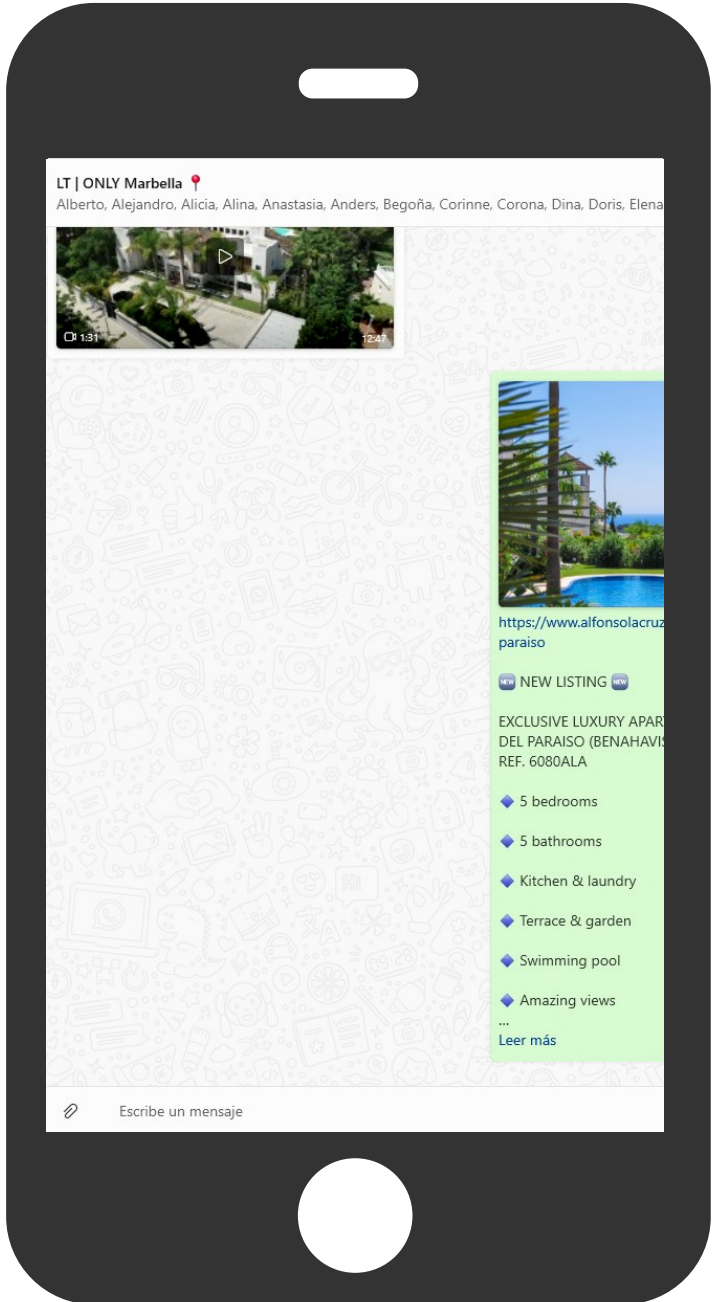 LT | ONLY Marbella 📍
Alberto, Alejandro, Alicia, Alina, Anastasia, Anders, Begoña, Corinne, Corona, Dina, Doris, Elena
1:31
12:47
https://www.alfonsolacruz
paraiso
🆕 NEW LISTING 🆕
EXCLUSIVE LUXURY APAR
DEL PARAISO (BENAHAVIS
REF. 6080ALA
🔷 5 bedrooms
🔷 5 bathrooms
🔷 Kitchen & laundry
🔷 Terrace & garden
🔷 Swimming pool
🔷 Amazing views
...
Leer más
Escribe un mensaje